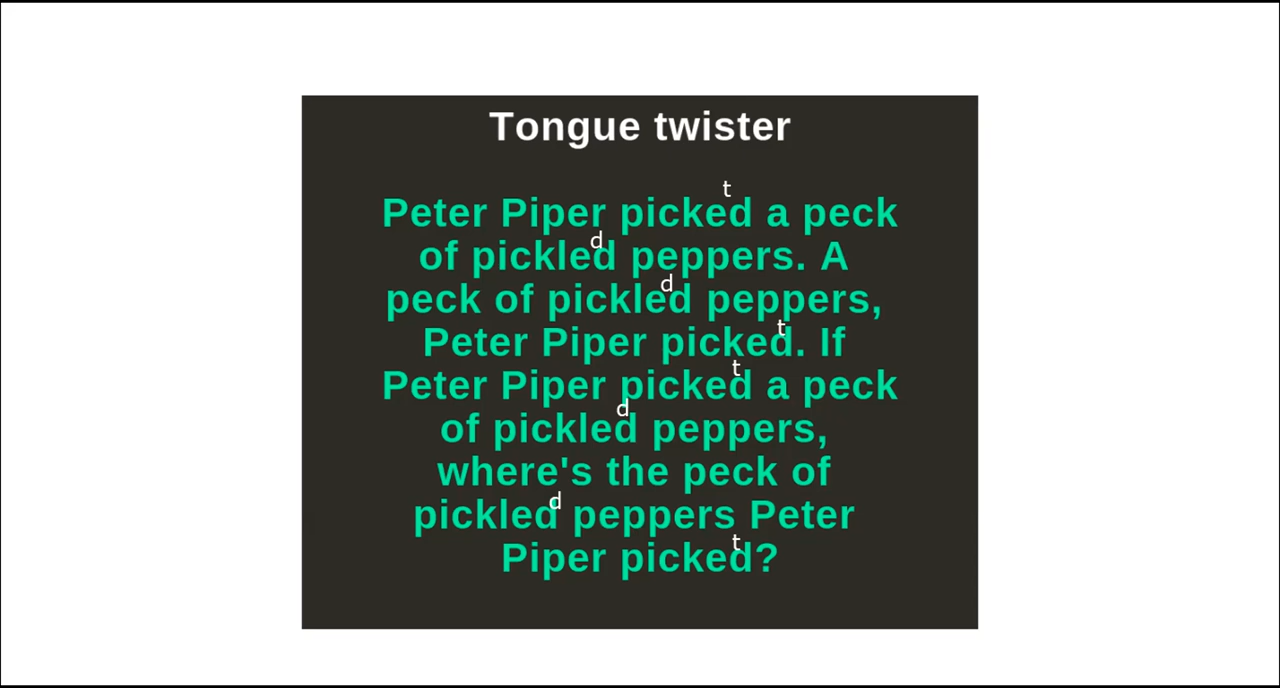 Tongue twister
t
Peter Piper picked a peck
d
of pickled peppers. A
d
peck of pickled peppers,
t
Peter Piper picked. If
t
Peter Piper picked a peck
d
of pickled peppers,
where's the peck of
d
pickled peppers Peter
t
Piper picked?